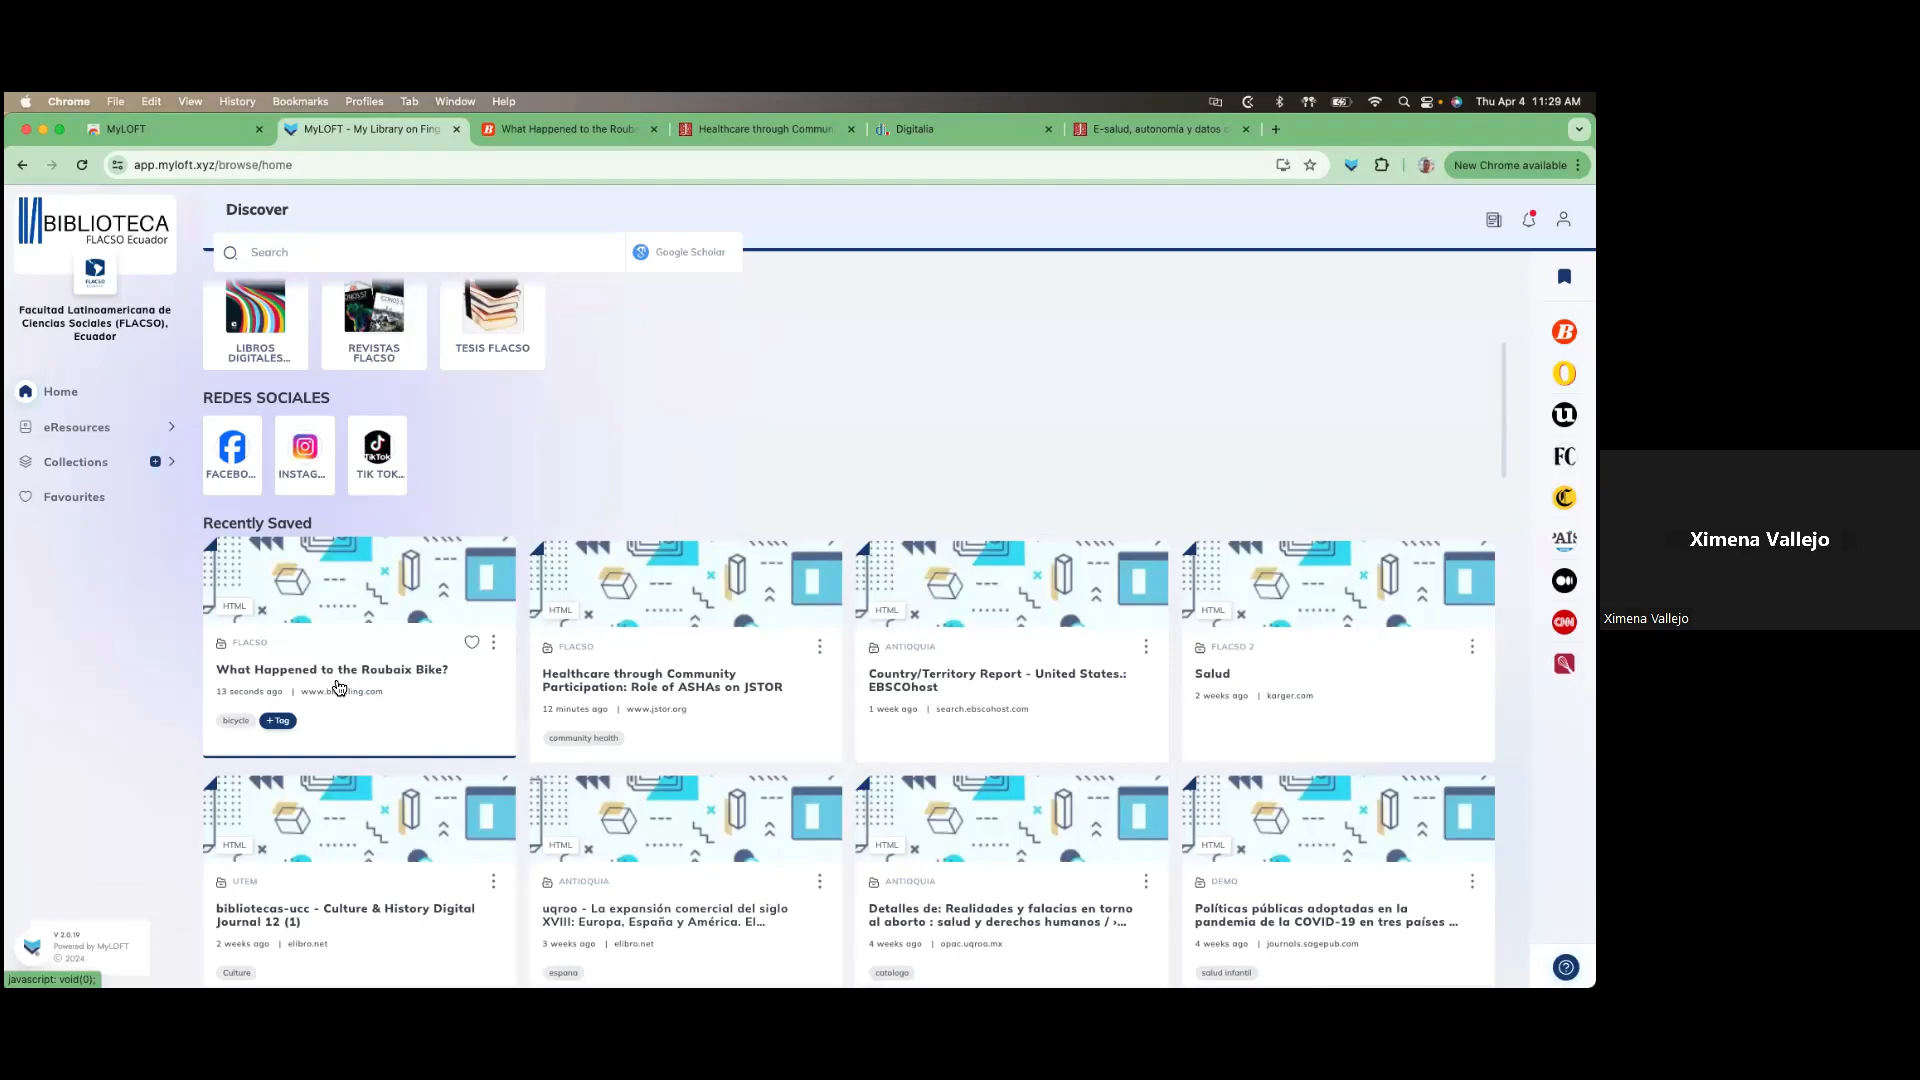 Chrome File Edit View History Bookmarks Profiles Tab Window Help
Thu Apr 4 11:29 AM
MyLOFT
MyLOFT - My Library on Fing
What Happened to the Roub
Healthcare through Commun
Digitalia
E-salud, autonomía y datos
app.myloft.xyz/browse/home
New Chrome available
BIBLIOTECA
FLACSO Ecuador
FLACSO
Facultad Latinoamericana de
Ciencias Sociales (FLACSO),
Ecuador
Home
eResources
Collections
Favourites
V 2.0.19
Powered by MyLOFT
© 2024
javascript: void(0);
Discover
Search
Google Scholar
LIBROS
DIGITALES...
REVISTAS
FLACSO
TESIS FLACSO
REDES SOCIALES
FACEBO...
INSTAG...
TikTok
TIK TOK...
Recently Saved
HTML
FLACSO
What Happened to the Roubaix Bike?
13 seconds ago |
bicycle
+ Tag
HTML
FLACSO
Healthcare through Community
Participation: Role of ASHAs on JSTOR
12 minutes ago | www.jstor.org
community health
HTML
ANTIOQUIA
Country/Territory Report - United States.:
EBSCOhost
1 week ago | search.ebscohost.com
HTML
FLACSO 2
Salud
2 weeks ago | karger.com
HTML
UTEM
bibliotecas-ucc - Culture & History Digital
Journal 12 (1)
2 weeks ago | elibro.net
Culture
HTML
ANTIOQUIA
uqroo - La expansión comercial del siglo
XVIII: Europa, España y América. El...
3 weeks ago | elibro.net
espana
HTML
ANTIOQUIA
Detalles de: Realidades y falacias en torno
al aborto : salud y derechos humanos / ›...
4 weeks ago | opac.uqroo.mx
catologo
HTML
DEMO
Políticas públicas adoptadas en la
pandemia de la COVID-19 en tres países ...
4 weeks ago | journals.sagepub.com
salud infantil
B
O
U
FC
C
PAÍS
CNN
Ximena Vallejo
Ximena Vallejo